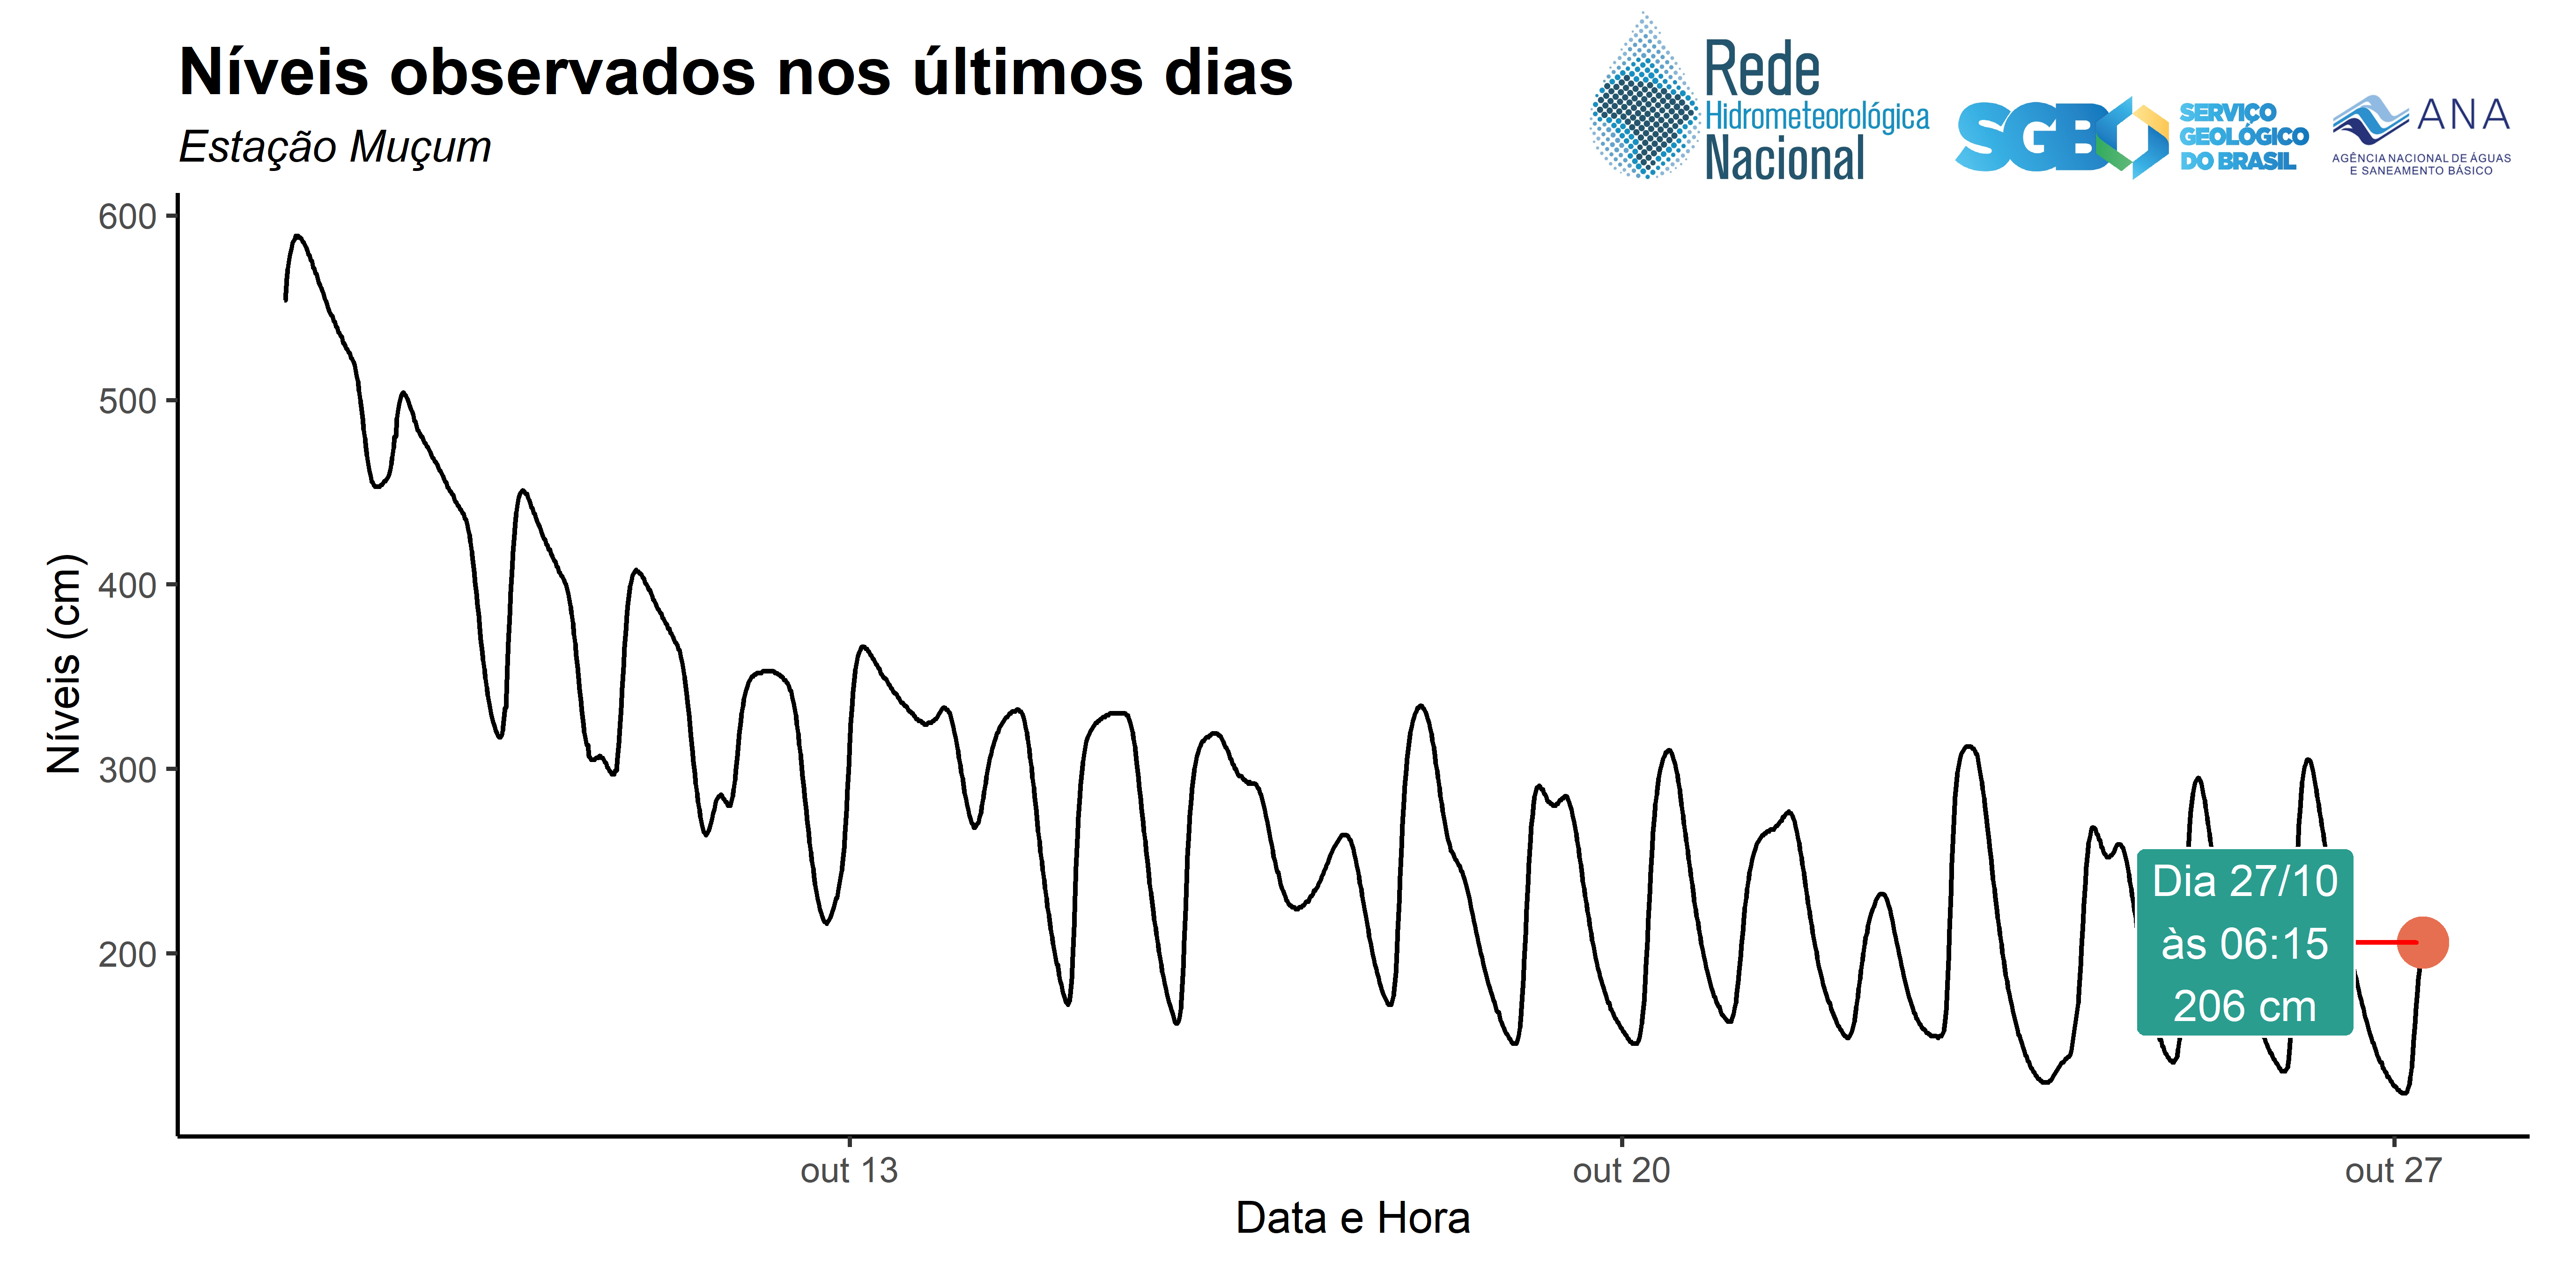 Níveis observados nos últimos dias
Estação Muçum
Rede
Hidrometeorológica
Nacional
SGB
SERVIÇO
GEOLÓGICO
DO BRASIL
ANA
AGÊNCIA NACIONAL DE ÁGUAS
E SANEAMENTO BÁSICO
Níveis (cm)
600
500
400
300
200
Dia 27/10
às 06:15
206 cm
out 13
out 20
out 27
Data e Hora